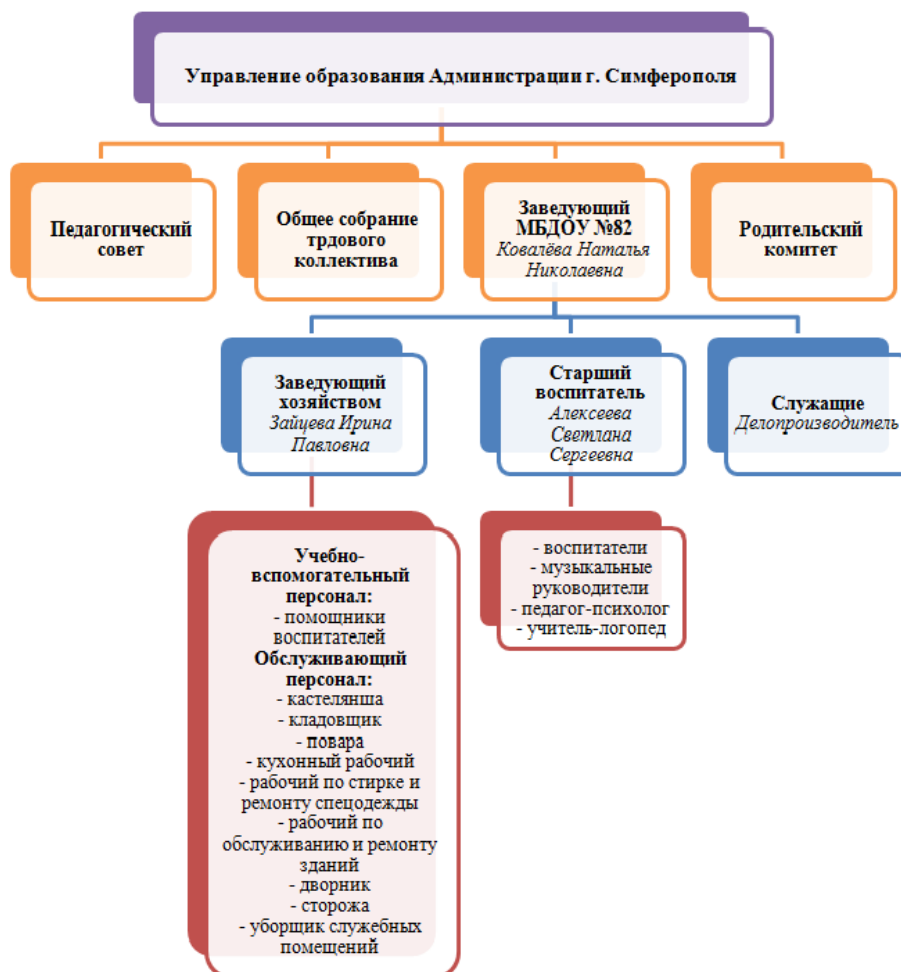 Управление образования Администрации г. Симферополя
Педагогический
совет
Общее собрание
трдового
коллектива
Заведующий
МБДОУ №82
Ковалёва Наталья
Николаевна
Родительский
комитет
Заведующий
хозяйством
Зайцева Ирина
Павловна
Старший
воспитатель
Алексеева
Светлана
Сергеевна
Служащие
Делопроизводитель
Учебно-
вспомогательный
персонал:
- помощники
воспитателей
Обслуживающий
персонал:
- кастелянша
- кладовщик
- повара
- кухонный рабочий
- рабочий по стирке и
ремонту спецодежды
- рабочий по
обслуживанию и ремонту
зданий
- дворник
- сторожа
- уборщик служебных
помещений
- воспитатели
- музыкальные
руководители
- педагог-психолог
- учитель-логопед